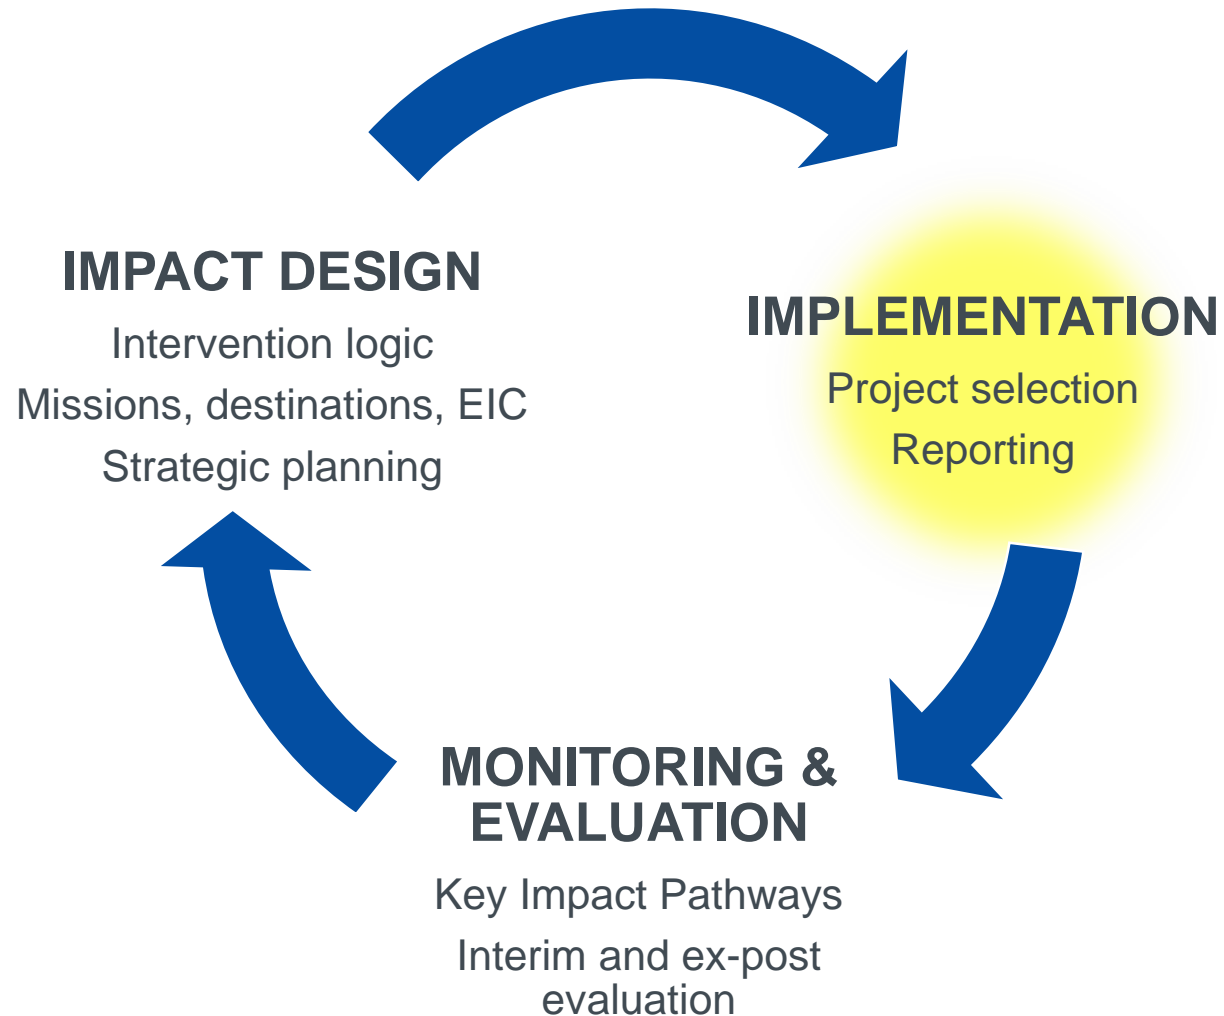 IMPACT DESIGN
Intervention logic
Missions, destinations, EIC
Strategic planning
IMPLEMENTATION
Project selection
Reporting
MONITORING &
EVALUATION
Key Impact Pathways
Interim and ex-post
evaluation